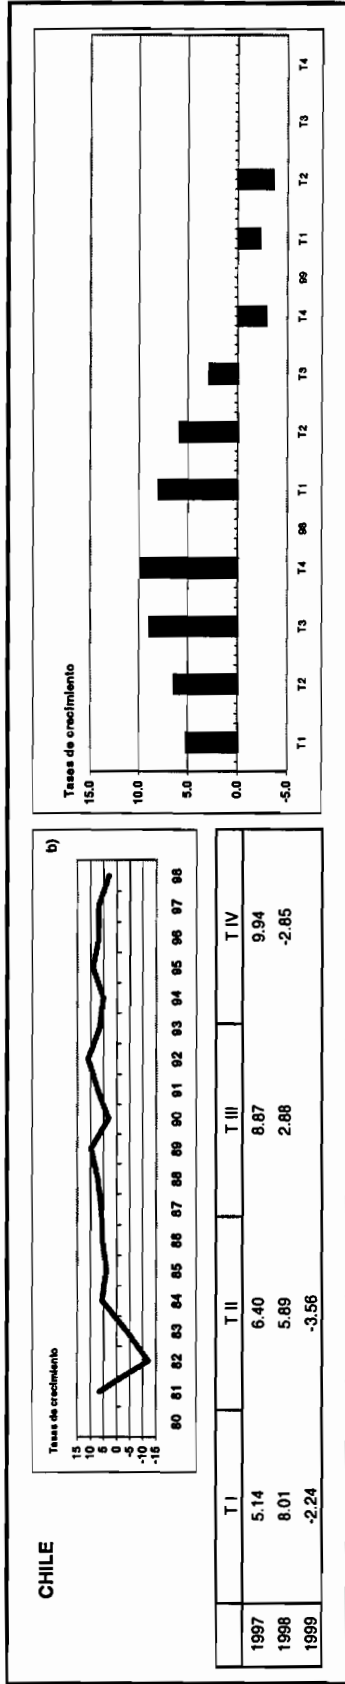 CHILE
b)
Tasas de crecimiento
15
10
5
0
-5
-10
-15
80 81 82 83 84 85 86 87 88 89 90 91 92 93 94 95 96 97 98
T I T II T III T IV
1997 5.14 6.40 8.87 9.94
1998 8.01 5.89 2.88 -2.85
1999 -2.24 -3.56
Tasas de crecimiento
15.0
10.0
5.0
0.0
-5.0
T1 T2 T3 T4 98 T1 T2 T3 T4 99 T1 T2 T3 T4